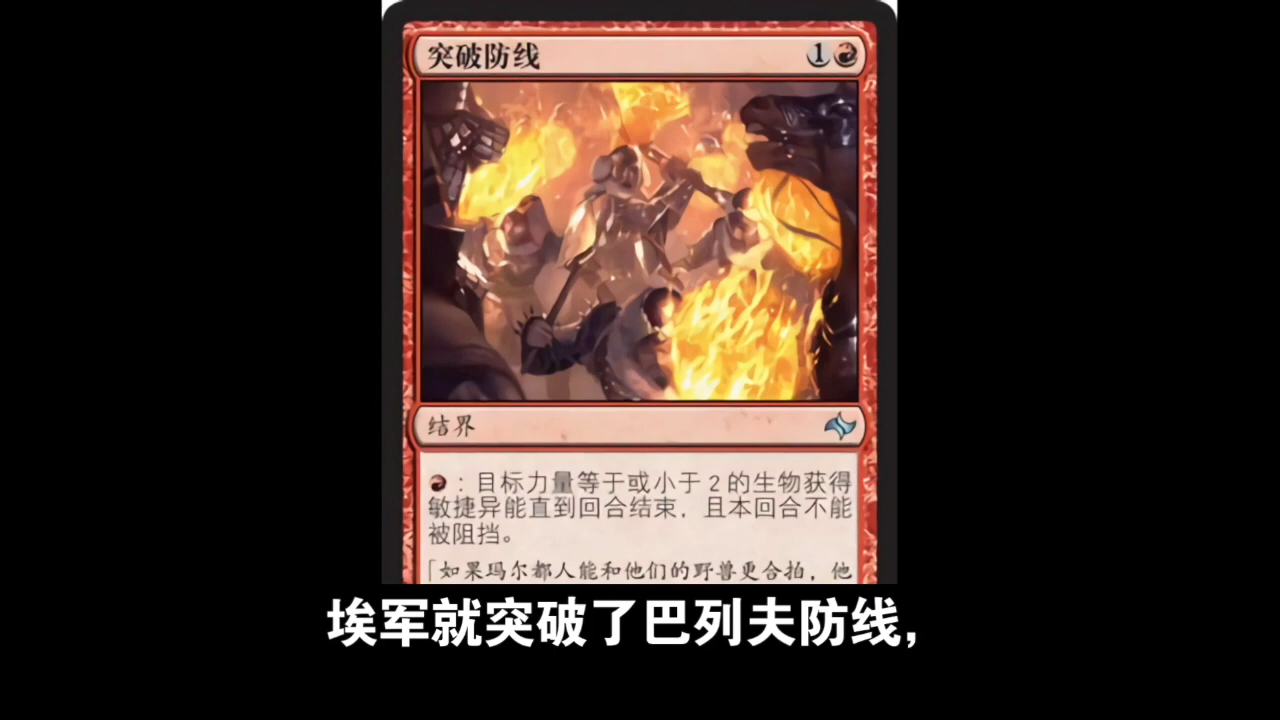 突破防线 1
结界
：目标力量等于或小于2的生物获得
敏捷异能直到回合结束，且本回合不能
被阻挡。
「如果玛尔都人能和他们的野兽更合拍，他
埃军就突破了巴列夫防线,